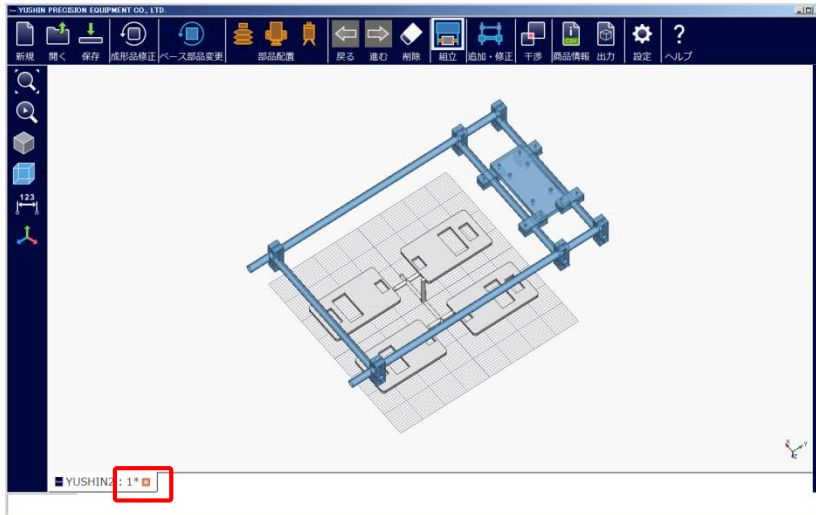 YUSHIN PRECISION EQUIPMENT CO., LTD.
新規 開く 保存 成形品修正 ベース部品変更 部品配置 戻る 進む 削除 組立 追加・修正 干渉 商品情報 出力 設定 ヘルプ
123
YUSHIN2 : 1*